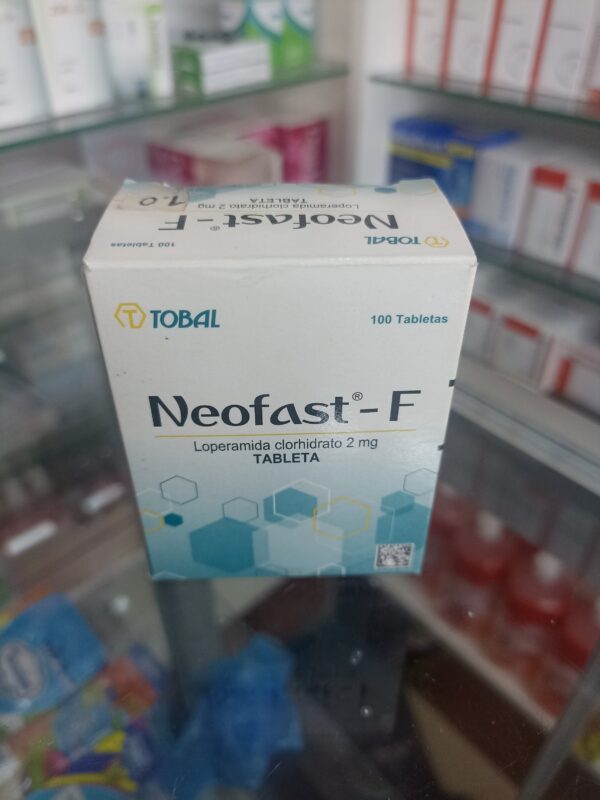 1.0
Neofast®-F
Loperamida clorhidrato 2 mg
TABLETA
100 Tabletas
TOBAL
TOBAL
100 Tabletas
Neofast®-F
Loperamida clorhidrato 2 mg
TABLETA